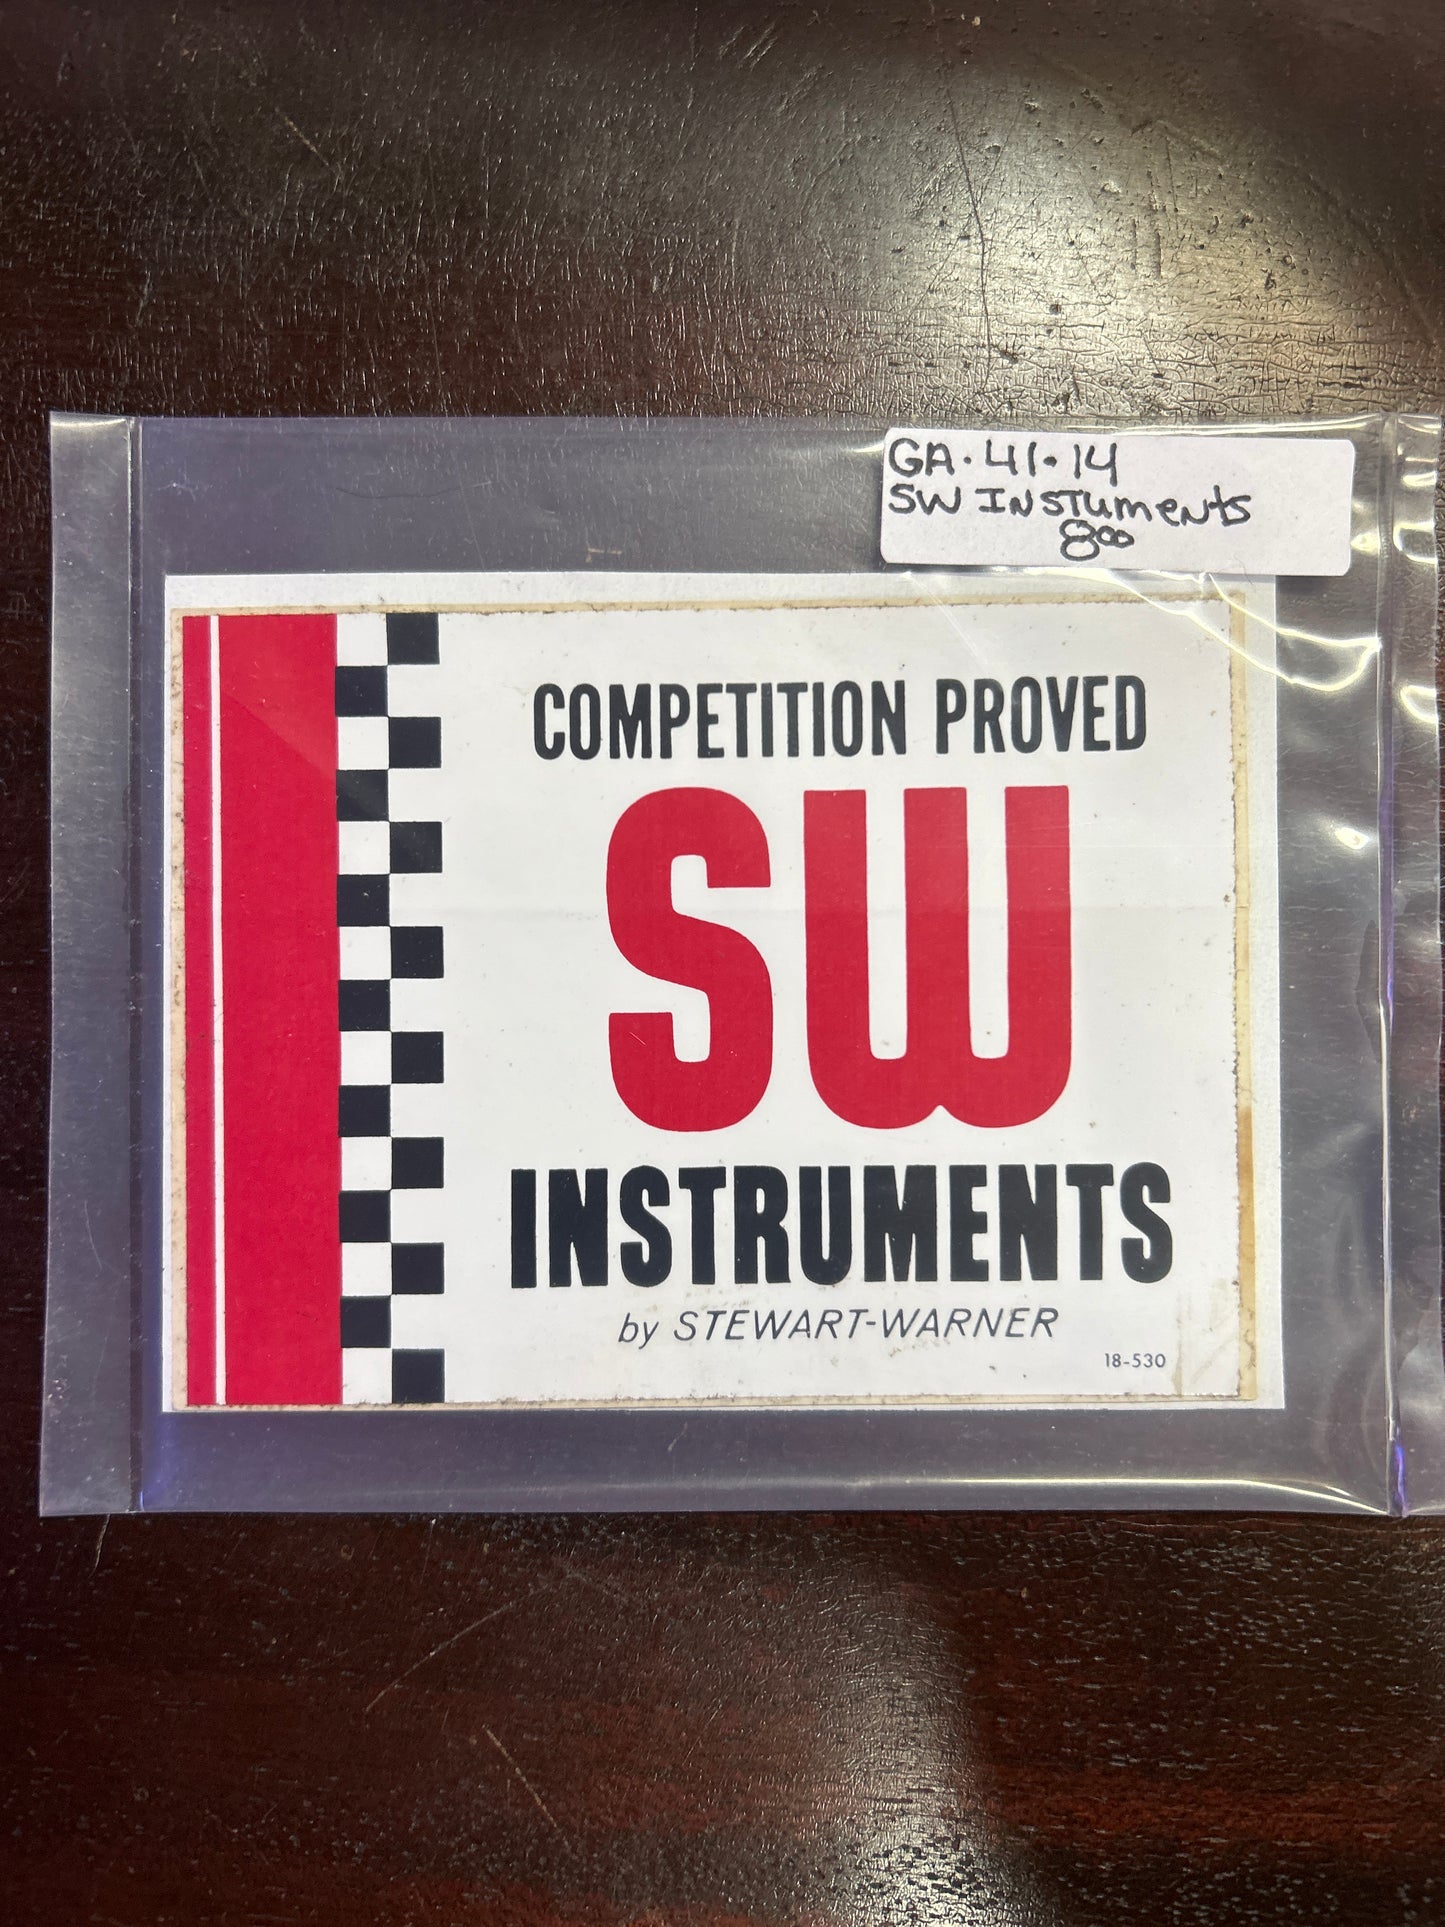 GA·41·14
SW INSTUMENTS
8⁰⁰
COMPETITION PROVED
SW
INSTRUMENTS
by STEWART-WARNER
18-530